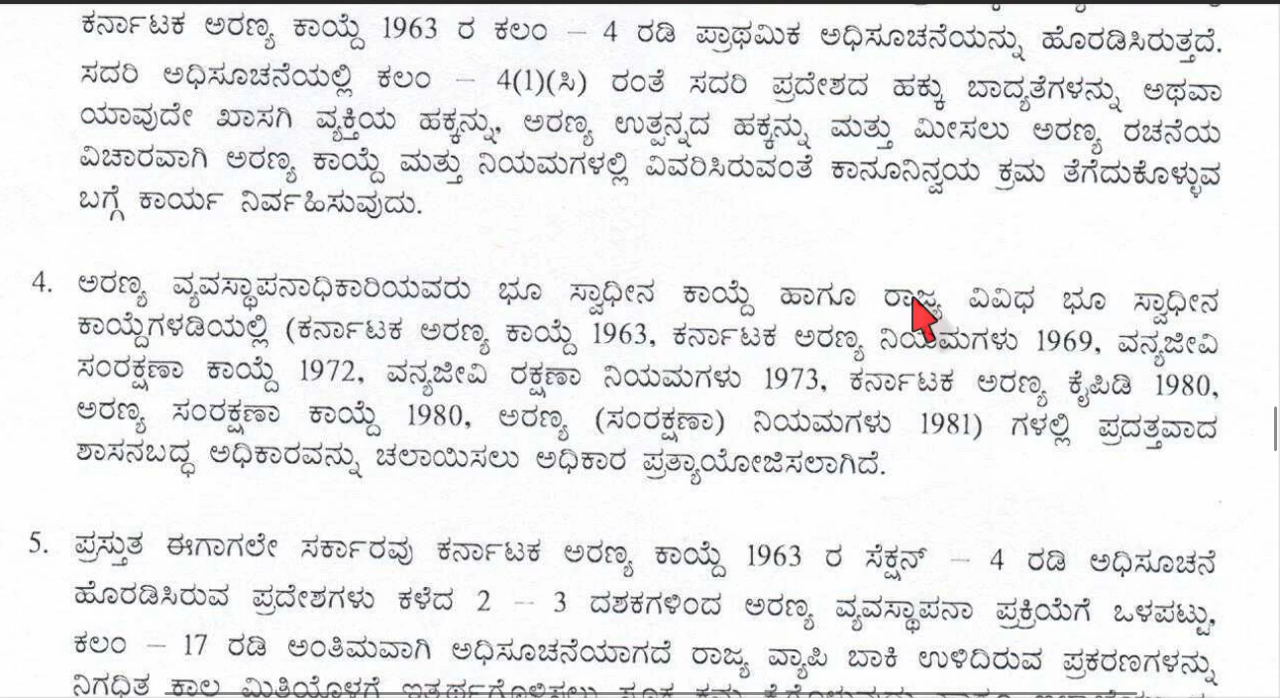 ಕರ್ನಾಟಕ ಅರಣ್ಯ ಕಾಯ್ದೆ 1963 ರ ಕಲಂ – 4 ರಡಿ ಪ್ರಾಥಮಿಕ ಅಧಿಸೂಚನೆಯನ್ನು ಹೊರಡಿಸಿರುತ್ತದೆ.
ಸದರಿ ಅಧಿಸೂಚನೆಯಲ್ಲಿ ಕಲಂ – 4(1)(ಸಿ) ರಂತೆ ಸದರಿ ಪ್ರದೇಶದ ಹಕ್ಕು ಬಾದ್ಯತೆಗಳನ್ನು ಅಥವಾ
ಯಾವುದೇ ಖಾಸಗಿ ವ್ಯಕ್ತಿಯ ಹಕ್ಕನ್ನು, ಅರಣ್ಯ ಉತ್ಪನ್ನದ ಹಕ್ಕನ್ನು ಮತ್ತು ಮೀಸಲು ಅರಣ್ಯ ರಚನೆಯ
ವಿಚಾರವಾಗಿ ಅರಣ್ಯ ಕಾಯ್ದೆ ಮತ್ತು ನಿಯಮಗಳಲ್ಲಿ ವಿವರಿಸಿರುವಂತೆ ಕಾನೂನಿನ್ವಯ ಕ್ರಮ ತೆಗೆದುಕೊಳ್ಳುವ
ಬಗ್ಗೆ ಕಾರ್ಯ ನಿರ್ವಹಿಸುವುದು.
4. ಅರಣ್ಯ ವ್ಯವಸ್ಥಾಪನಾಧಿಕಾರಿಯವರು ಭೂ ಸ್ವಾಧೀನ ಕಾಯ್ದೆ ಹಾಗೂ ರಾಜ್ಯ ವಿವಿಧ ಭೂ ಸ್ವಾಧೀನ
ಕಾಯ್ದೆಗಳಡಿಯಲ್ಲಿ (ಕರ್ನಾಟಕ ಅರಣ್ಯ ಕಾಯ್ದೆ 1963, ಕರ್ನಾಟಕ ಅರಣ್ಯ ನಿಯಮಗಳು 1969, ವನ್ಯಜೀವಿ
ಸಂರಕ್ಷಣಾ ಕಾಯ್ದೆ 1972, ವನ್ಯಜೀವಿ ರಕ್ಷಣಾ ನಿಯಮಗಳು 1973, ಕರ್ನಾಟಕ ಅರಣ್ಯ ಕೈಪಿಡಿ 1980,
ಅರಣ್ಯ ಸಂರಕ್ಷಣಾ ಕಾಯ್ದೆ 1980, ಅರಣ್ಯ (ಸಂರಕ್ಷಣಾ) ನಿಯಮಗಳು 1981) ಗಳಲ್ಲಿ ಪ್ರದತ್ತವಾದ
ಶಾಸನಬದ್ಧ ಅಧಿಕಾರವನ್ನು ಚಲಾಯಿಸಲು ಅಧಿಕಾರ ಪ್ರತ್ಯಾಯೋಜಿಸಲಾಗಿದೆ.
5. ಪ್ರಸ್ತುತ ಈಗಾಗಲೇ ಸರ್ಕಾರವು ಕರ್ನಾಟಕ ಅರಣ್ಯ ಕಾಯ್ದೆ 1963 ರ ಸೆಕ್ಷನ್ – 4 ರಡಿ ಅಧಿಸೂಚನೆ
ಹೊರಡಿಸಿರುವ ಪ್ರದೇಶಗಳು ಕಳೆದ 2 – 3 ದಶಕಗಳಿಂದ ಅರಣ್ಯ ವ್ಯವಸ್ಥಾಪನಾ ಪ್ರಕ್ರಿಯೆಗೆ ಒಳಪಟ್ಟು,
ಕಲಂ – 17 ರಡಿ ಅಂತಿಮವಾಗಿ ಅಧಿಸೂಚನೆಯಾಗದೆ ರಾಜ್ಯ ವ್ಯಾಪಿ ಬಾಕಿ ಉಳಿದಿರುವ ಪ್ರಕರಣಗಳನ್ನು
ನಿಗಧಿತ ಕಾಲ ಮಿತಿಯೊಳಗೆ ಇತ್ಯರ್ಥಗೊಳಿಸಲು ಸೂಕ್ತ ಕ್ರಮ